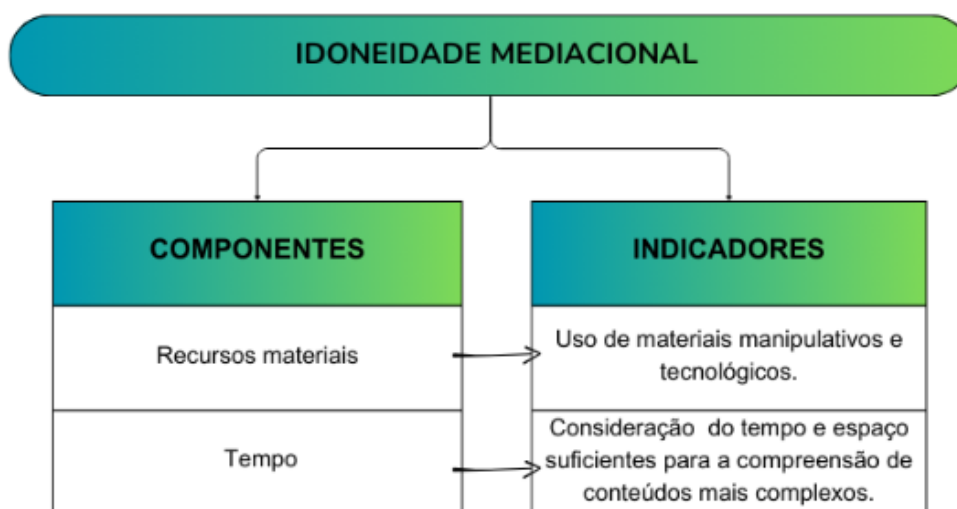 IDONEIDADE MEDIACIONAL
COMPONENTES
INDICADORES
Recursos materiais
Uso de materiais manipulativos e
tecnológicos.
Tempo
Consideração do tempo e espaço
suficientes para a compreensão de
conteúdos mais complexos.